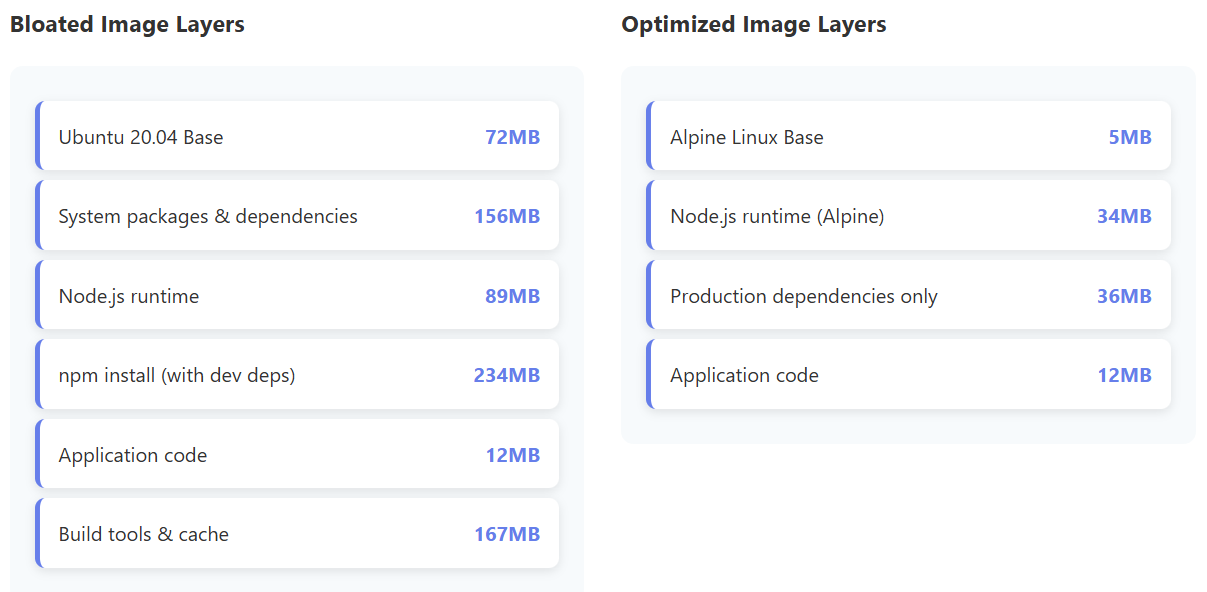 Bloated Image Layers
Ubuntu 20.04 Base 72MB
System packages & dependencies 156MB
Node.js runtime 89MB
npm install (with dev deps) 234MB
Application code 12MB
Build tools & cache 167MB
Optimized Image Layers
Alpine Linux Base 5MB
Node.js runtime (Alpine) 34MB
Production dependencies only 36MB
Application code 12MB